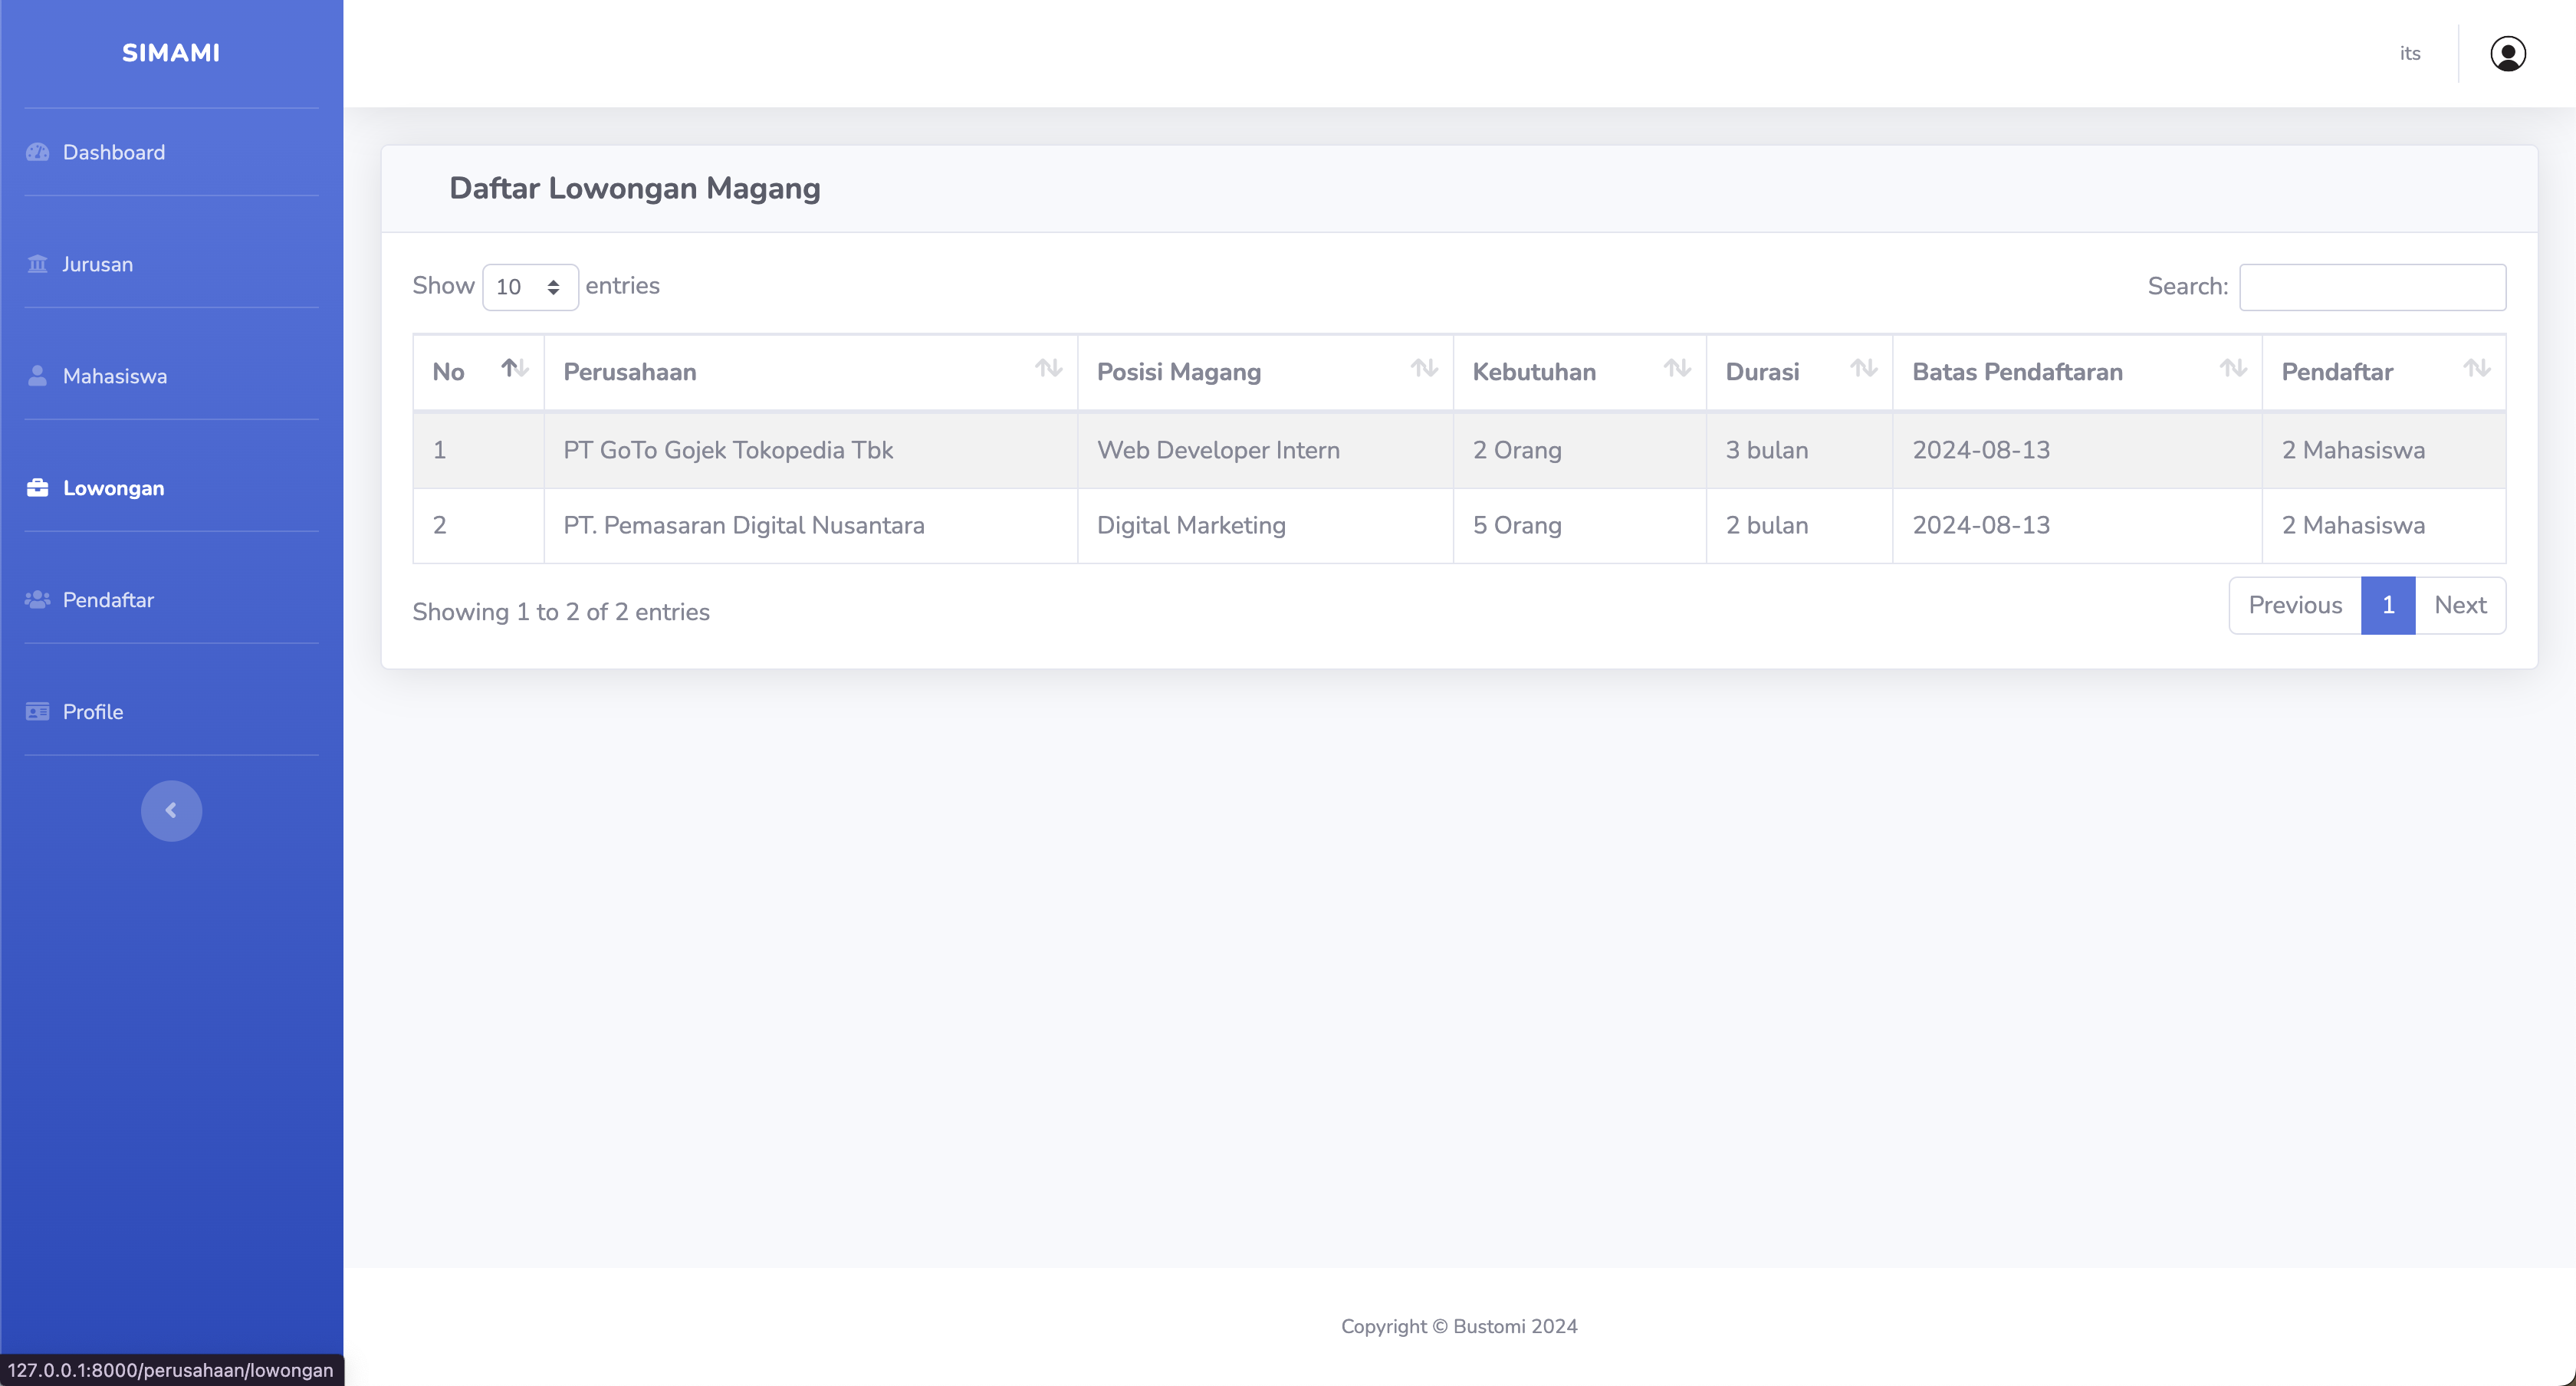 SIMAMI
its
Dashboard
Jurusan
Mahasiswa
Lowongan
Pendaftar
Profile
Daftar Lowongan Magang
Show 10 entries
Search:
No Perusahaan Posisi Magang Kebutuhan Durasi Batas Pendaftaran Pendaftar
1 PT GoTo Gojek Tokopedia Tbk Web Developer Intern 2 Orang 3 bulan 2024-08-13 2 Mahasiswa
2 PT. Pemasaran Digital Nusantara Digital Marketing 5 Orang 2 bulan 2024-08-13 2 Mahasiswa
Showing 1 to 2 of 2 entries
Previous 1 Next
Copyright © Bustomi 2024
127.0.0.1:8000/perusahaan/lowongan